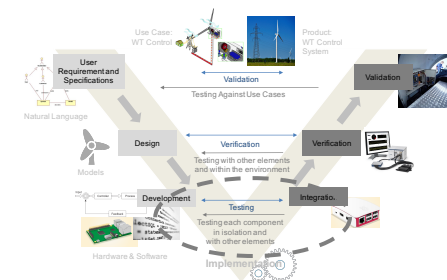 Use Case:
WT Control
Product:
WT Control
System
User
Requirement and
Specifications
Validation
Validation
Testing Against Use Cases
Natural Language
Design
Verification
Verification
Testing with other elements
and within the environment
Models
Development
Testing
Integratio.
Testing each component
in isolation and
with other elements
Hardware & Software
Implementation